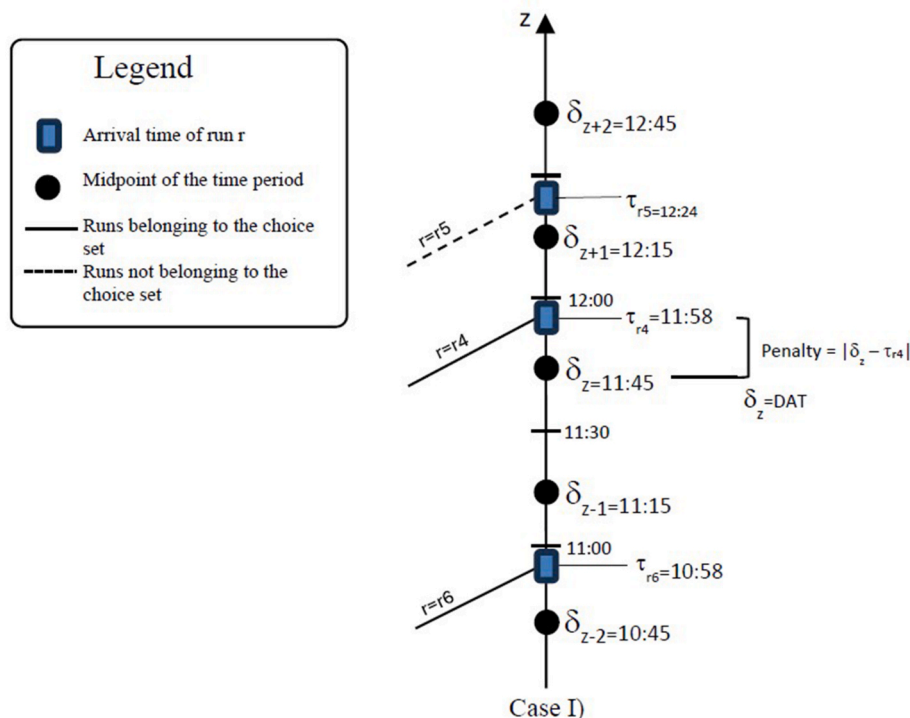 Legend
Arrival time of run r
Midpoint of the time period
Runs belonging to the choice
set
Runs not belonging to the
choice set
z
δz+2=12:45
τr5=12:24
r=r5
δz+1=12:15
12:00
τr4=11:58
r=r4
Penalty = |δz – τr4|
δz=11:45
δz=DAT
11:30
δz-1=11:15
11:00
τr6=10:58
r=r6
δz-2=10:45
Case I)